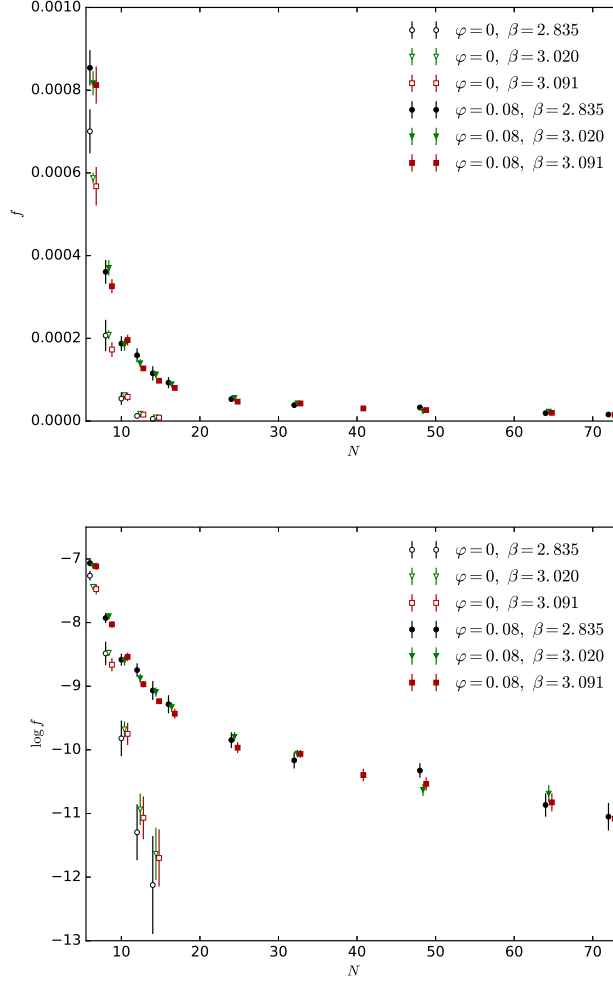 0.0010
0.0008
0.0006
0.0004
0.0002
0.0000
f
10 20 30 40 50 60 70
N
φ=0, β=2.835
φ=0, β=3.020
φ=0, β=3.091
φ=0.08, β=2.835
φ=0.08, β=3.020
φ=0.08, β=3.091
−7
−8
−9
−10
−11
−12
−13
log f
10 20 30 40 50 60 70
N
φ=0, β=2.835
φ=0, β=3.020
φ=0, β=3.091
φ=0.08, β=2.835
φ=0.08, β=3.020
φ=0.08, β=3.091